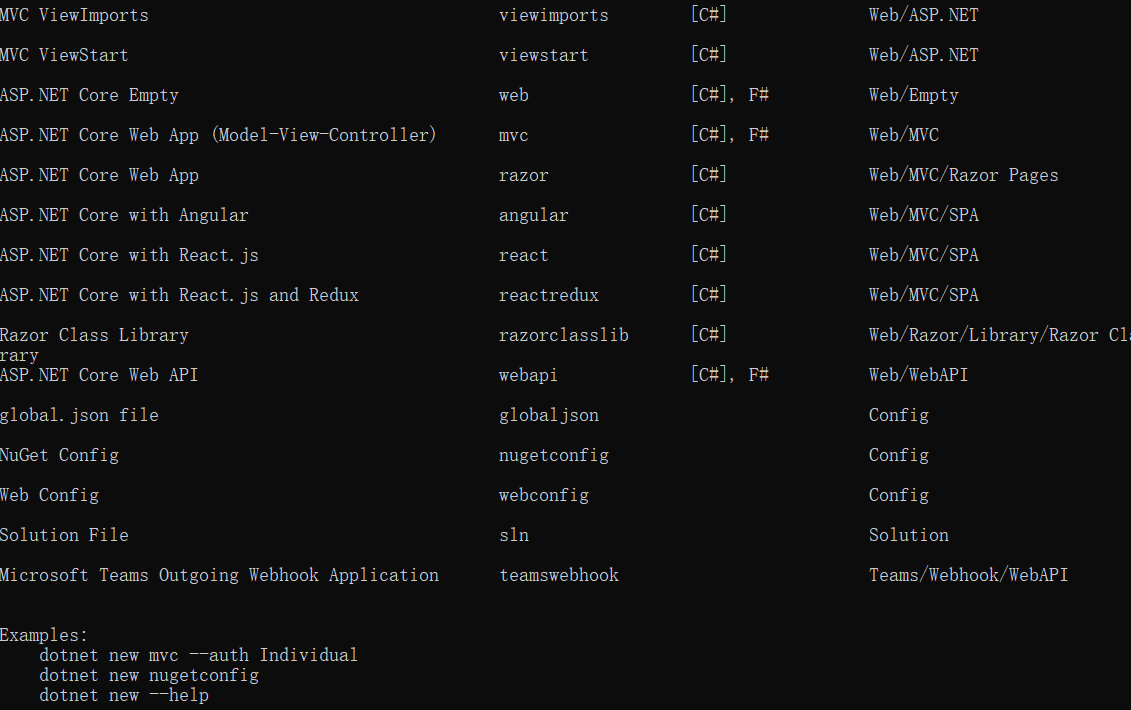 MVC ViewImports viewimports [C#] Web/ASP.NET
MVC ViewStart viewstart [C#] Web/ASP.NET
ASP.NET Core Empty web [C#], F# Web/Empty
ASP.NET Core Web App (Model-View-Controller) mvc [C#], F# Web/MVC
ASP.NET Core Web App razor [C#] Web/MVC/Razor Pages
ASP.NET Core with Angular angular [C#] Web/MVC/SPA
ASP.NET Core with React.js react [C#] Web/MVC/SPA
ASP.NET Core with React.js and Redux reactredux [C#] Web/MVC/SPA
Razor Class Library razorclasslib [C#] Web/Razor/Library/Razor Cla
rary
ASP.NET Core Web API webapi [C#], F# Web/WebAPI
global.json file globaljson Config
NuGet Config nugetconfig Config
Web Config webconfig Config
Solution File sln Solution
Microsoft Teams Outgoing Webhook Application teamswebhook Teams/Webhook/WebAPI
Examples:
dotnet new mvc --auth Individual
dotnet new nugetconfig
dotnet new --help